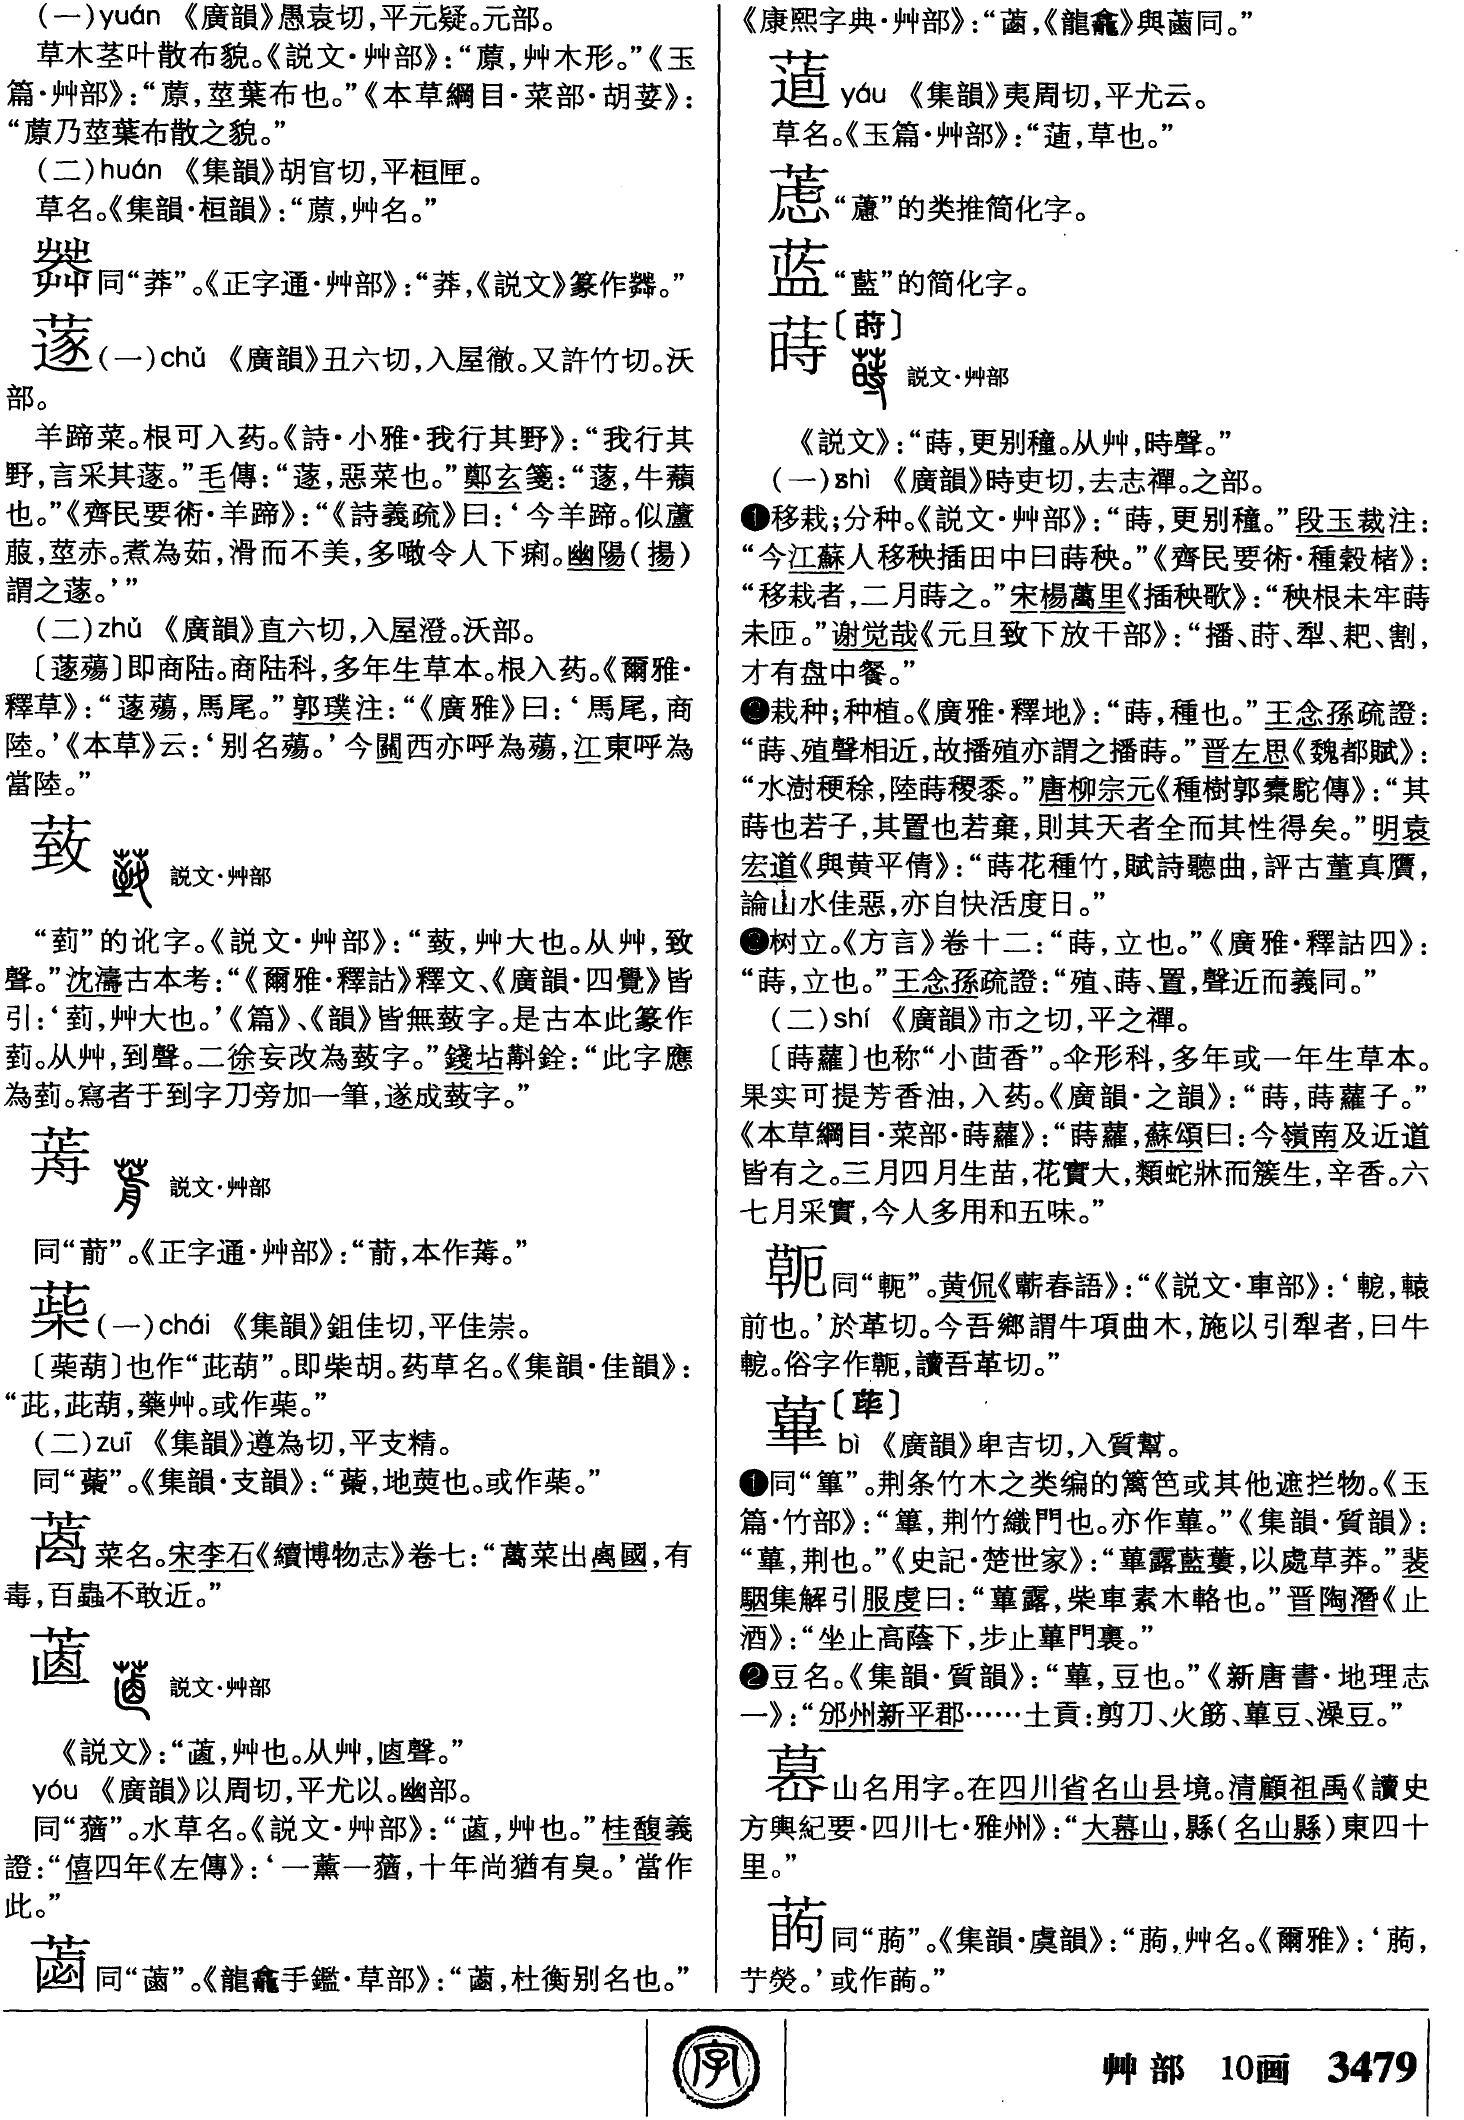 (一)yuán 《廣韻》愚袁切,平元疑。元部。
草木茎叶散布貌。《説文·艸部》:“蒝,艸木形。”《玉
篇·艸部》:“蒝,莖葉布也。”《本草綱目·菜部·胡荽》:
“蒝乃莖葉布散之貌。”
(二)huán 《集韻》胡官切,平桓匣。
草名。《集韻·桓韻》:“蒝,艸名。”
同“莽”。《正字通·艸部》:“莽,《説文》篆作。”
蓫(一)chù 《廣韻》丑六切,入屋徹。又許竹切。沃
部。
羊蹄菜。根可入药。《詩·小雅·我行其野》:“我行其
野,言采其蓫。”毛傳:“蓫,惡菜也。”鄭玄箋:“蓫,牛蘈
也。”《齊民要術·羊蹄》:“《詩義疏》曰:‘今羊蹄。似蘆
菔,莖赤。煮為茹,滑而不美,多噉令人下痢。幽陽(揚)
謂之蓫。’”
(二)zhú 《廣韻》直六切,入屋澄。沃部。
〔蓫薚〕即商陆。商陆科,多年生草本。根入药。《爾雅·
釋草》:“蓫薚,馬尾。”郭璞注:“《廣雅》曰:‘馬尾,商
陸。’《本草》云:‘别名薚。’今關西亦呼為薚,江東呼為
當陸。”
蔹 説文·艸部
“菿”的讹字。《説文·艸部》:“,艸大也。从艸,致
聲。”沈濤古本考:“《爾雅·釋詁》釋文、《廣韻·四覺》皆
引:‘菿,艸大也。’《篇》、《韻》皆無字。是古本此篆作
菿。从艸,到聲。二徐妄改為字。”錢坫斠銓:“此字應
為菿。寫者于到字刀旁加一筆,遂成字。”
説文·艸部
同“葥”。《正字通·艸部》:“葥,本作。”
(一)chái 《集韻》鉏佳切,平佳崇。
〔葫〕也作“茈葫”。即柴胡。药草名。《集韻·佳韻》:
“茈,茈葫,藥艸。或作。”
(二)zuī 《集韻》遵為切,平支精。
同“”。《集韻·支韻》:“,地萸也。或作。”
菜名。宋李石《續博物志》卷七:“萬菜出禼國,有
毒,百蟲不敢近。”
𦳩 説文·艸部
《説文》:“,艸也。从艸,卣聲。”
yóu 《廣韻》以周切,平尤以。幽部。
同“蕕”。水草名。《説文·艸部》:“,艸也。”桂馥義
證:“僖四年《左傳》:‘一薰一蕕,十年尚猶有臭。’當作
此。”
同“”。《龍龕手鑑·草部》:“,杜衡别名也。”
《康熙字典·艸部》:“,《龍龕》與同。”
yóu 《集韻》夷周切,平尤云。
草名。《玉篇·艸部》:“,草也。”
“藘”的类推简化字。
蓝“藍”的简化字。
蒔〔莳〕
説文·艸部
《説文》:“蒔,更别穜。从艸,時聲。”
(一)shì 《廣韻》時吏切,去志禪。之部。
❶移栽;分种。《説文·艸部》:“蒔,更别穜。”段玉裁注:
“今江蘇人移秧插田中曰蒔秧。”《齊民要術·種穀楮》:
“移栽者,二月蒔之。”宋楊萬里《插秧歌》:“秧根未牢蒔
未匝。”谢觉哉《元旦致下放干部》:“播、莳、犁、耙、割,
才有盘中餐。”
❷栽种;种植。《廣雅·釋地》:“蒔,種也。”王念孫疏證:
“蒔、殖聲相近,故播殖亦謂之播蒔。”晋左思《魏都賦》:
“水澍稉稌,陸蒔稷黍。”唐柳宗元《種樹郭橐駝傳》:“其
蒔也若子,其置也若棄,則其天者全而其性得矣。”明袁
宏道《與黄平倩》:“蒔花種竹,賦詩聽曲,評古董真贋,
論山水佳惡,亦自快活度日。”
❸树立。《方言》卷十二:“蒔,立也。”《廣雅·釋詁四》:
“蒔,立也。”王念孫疏證:“殖、蒔、置,聲近而義同。”
(二)shí 《廣韻》市之切,平之禪。
〔蒔蘿〕也称“小茴香”。伞形科,多年或一年生草本。
果实可提芳香油,入药。《廣韻·之韻》:“蒔,蒔蘿子。”
《本草綱目·菜部·蒔蘿》:“蒔蘿,蘇頌曰:今嶺南及近道
皆有之。三月四月生苗,花實大,類蛇牀而簇生,辛香。六
七月采實,今人多用和五味。”
同“軛”。黄侃《蘄春語》:“《説文·車部》:‘軶,轅
前也。’於革切。今吾鄉謂牛項曲木,施以引犁者,曰牛
軶。俗字作,讀吾革切。”
蓽〔荜〕
bì 《廣韻》卑吉切,入質幫。
❶同“篳”。荆条竹木之类编的篱笆或其他遮拦物。《玉
篇·竹部》:“篳,荆竹織門也。亦作蓽。”《集韻·質韻》:
“蓽,荆也。”《史記·楚世家》:“蓽露藍蔞,以處草莽。”裴
駰集解引服虔曰:“蓽露,柴車素木輅也。”晋陶潛《止
酒》:“坐止高蔭下,步止蓽門裏。”
❷豆名。《集韻·質韻》:“蓽,豆也。”《新唐書·地理志
一》:“邠州新平郡……土貢:剪刀、火筯、蓽豆、澡豆。”
山名用字。在四川省名山县境。清顧祖禹《讀史
方輿紀要·四川七·雅州》:“大山,縣(名山縣)東四十
里。”
同“蒟”。《集韻·虞韻》:“蒟,艸名。《爾雅》:‘蒟,
艼熒。’或作。”
字
艸部 10画 3479